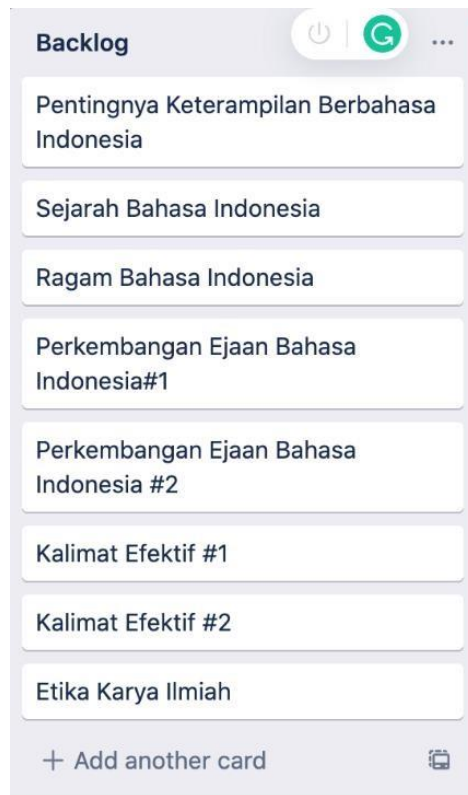 Backlog
Pentingnya Keterampilan Berbahasa
Indonesia
Sejarah Bahasa Indonesia
Ragam Bahasa Indonesia
Perkembangan Ejaan Bahasa
Indonesia#1
Perkembangan Ejaan Bahasa
Indonesia #2
Kalimat Efektif #1
Kalimat Efektif #2
Etika Karya Ilmiah
+ Add another card